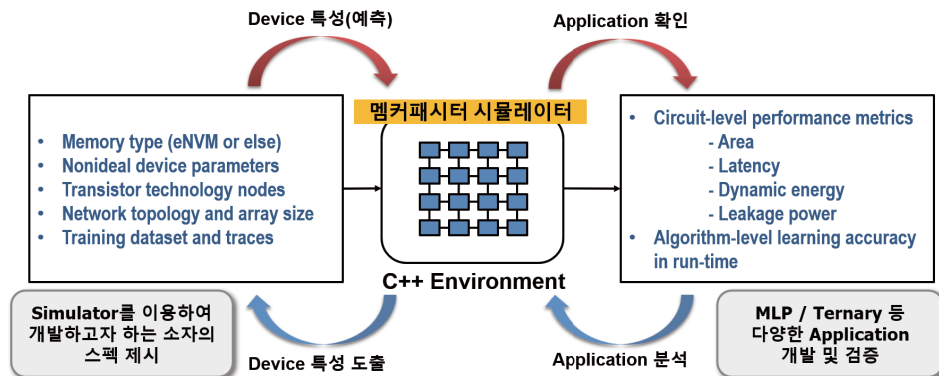 Device 특성(예측)
Application 확인
멤커패시터 시뮬레이터
• Memory type (eNVM or else)
• Nonideal device parameters
• Transistor technology nodes
• Network topology and array size
• Training dataset and traces
• Circuit-level performance metrics
- Area
- Latency
- Dynamic energy
- Leakage power
• Algorithm-level learning accuracy
in run-time
C++ Environment
Simulator를 이용하여
개발하고자 하는 소자의
스펙 제시
Device 특성 도출
Application 분석
MLP / Ternary 등
다양한 Application
개발 및 검증